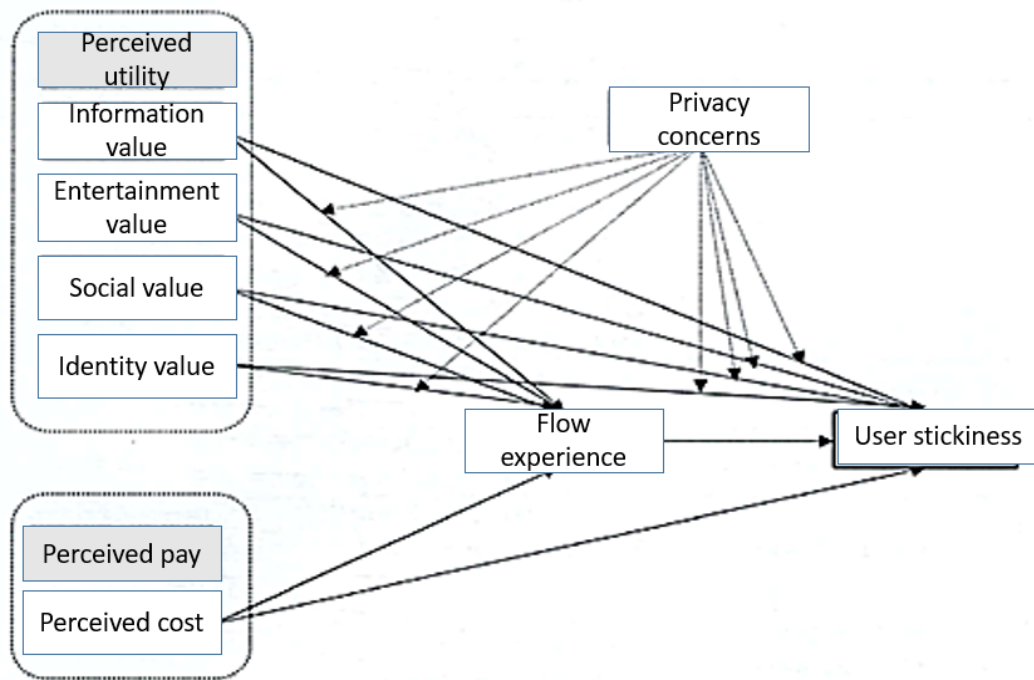 Perceived
utility
Information
value
Entertainment
value
Social value
Identity value
Privacy
concerns
Flow
experience
User stickiness
Perceived pay
Perceived cost